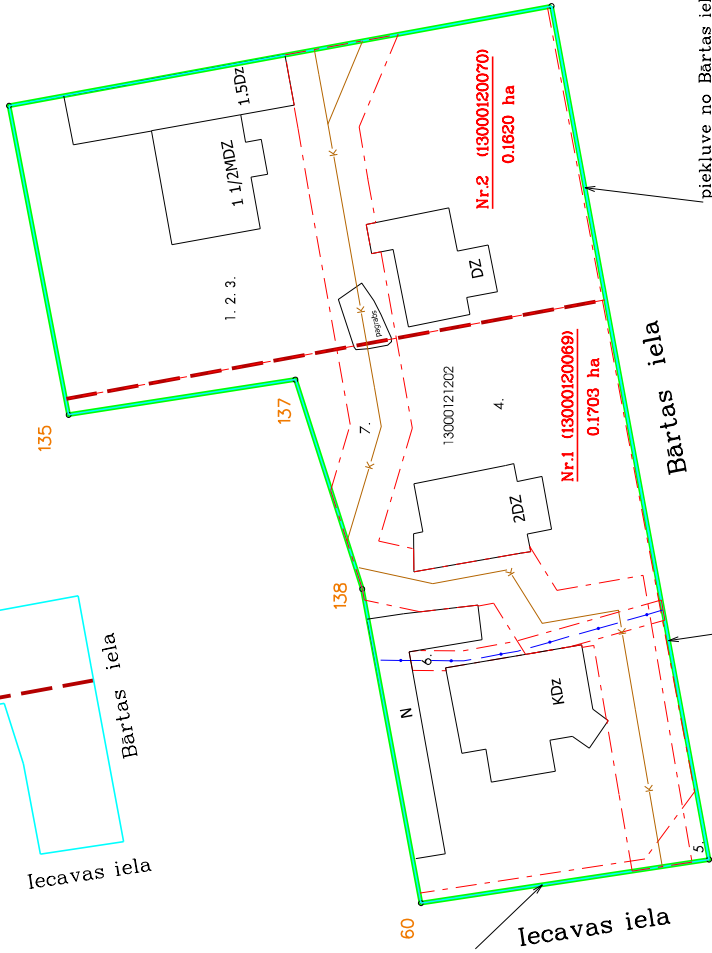 1.5Dz
1 1/2MDZ
1. 2. 3.
Nr.2 (13000120070)
0.1620 ha
K
DZ
K
pagrabs
piekluve no Bārtas iel
135
137
7.
13000121202
4.
Nr.1 (13000120069)
0.1703 ha
Bārtas iela
K
2DZ
138
K
K
6.
N
KDz
K
5.
60
Iecavas iela
Bārtas iela
Iecavas iela